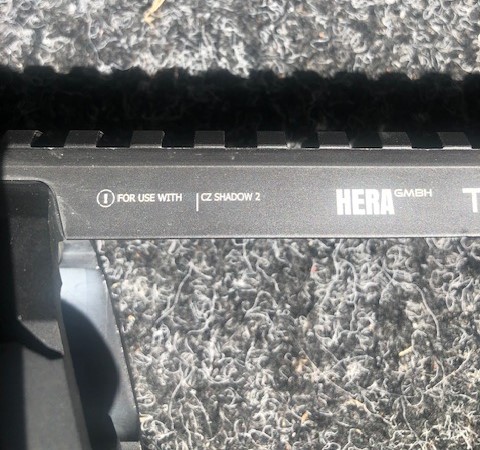 FOR USE WITH | CZ SHADOW 2 HERA GMBH T